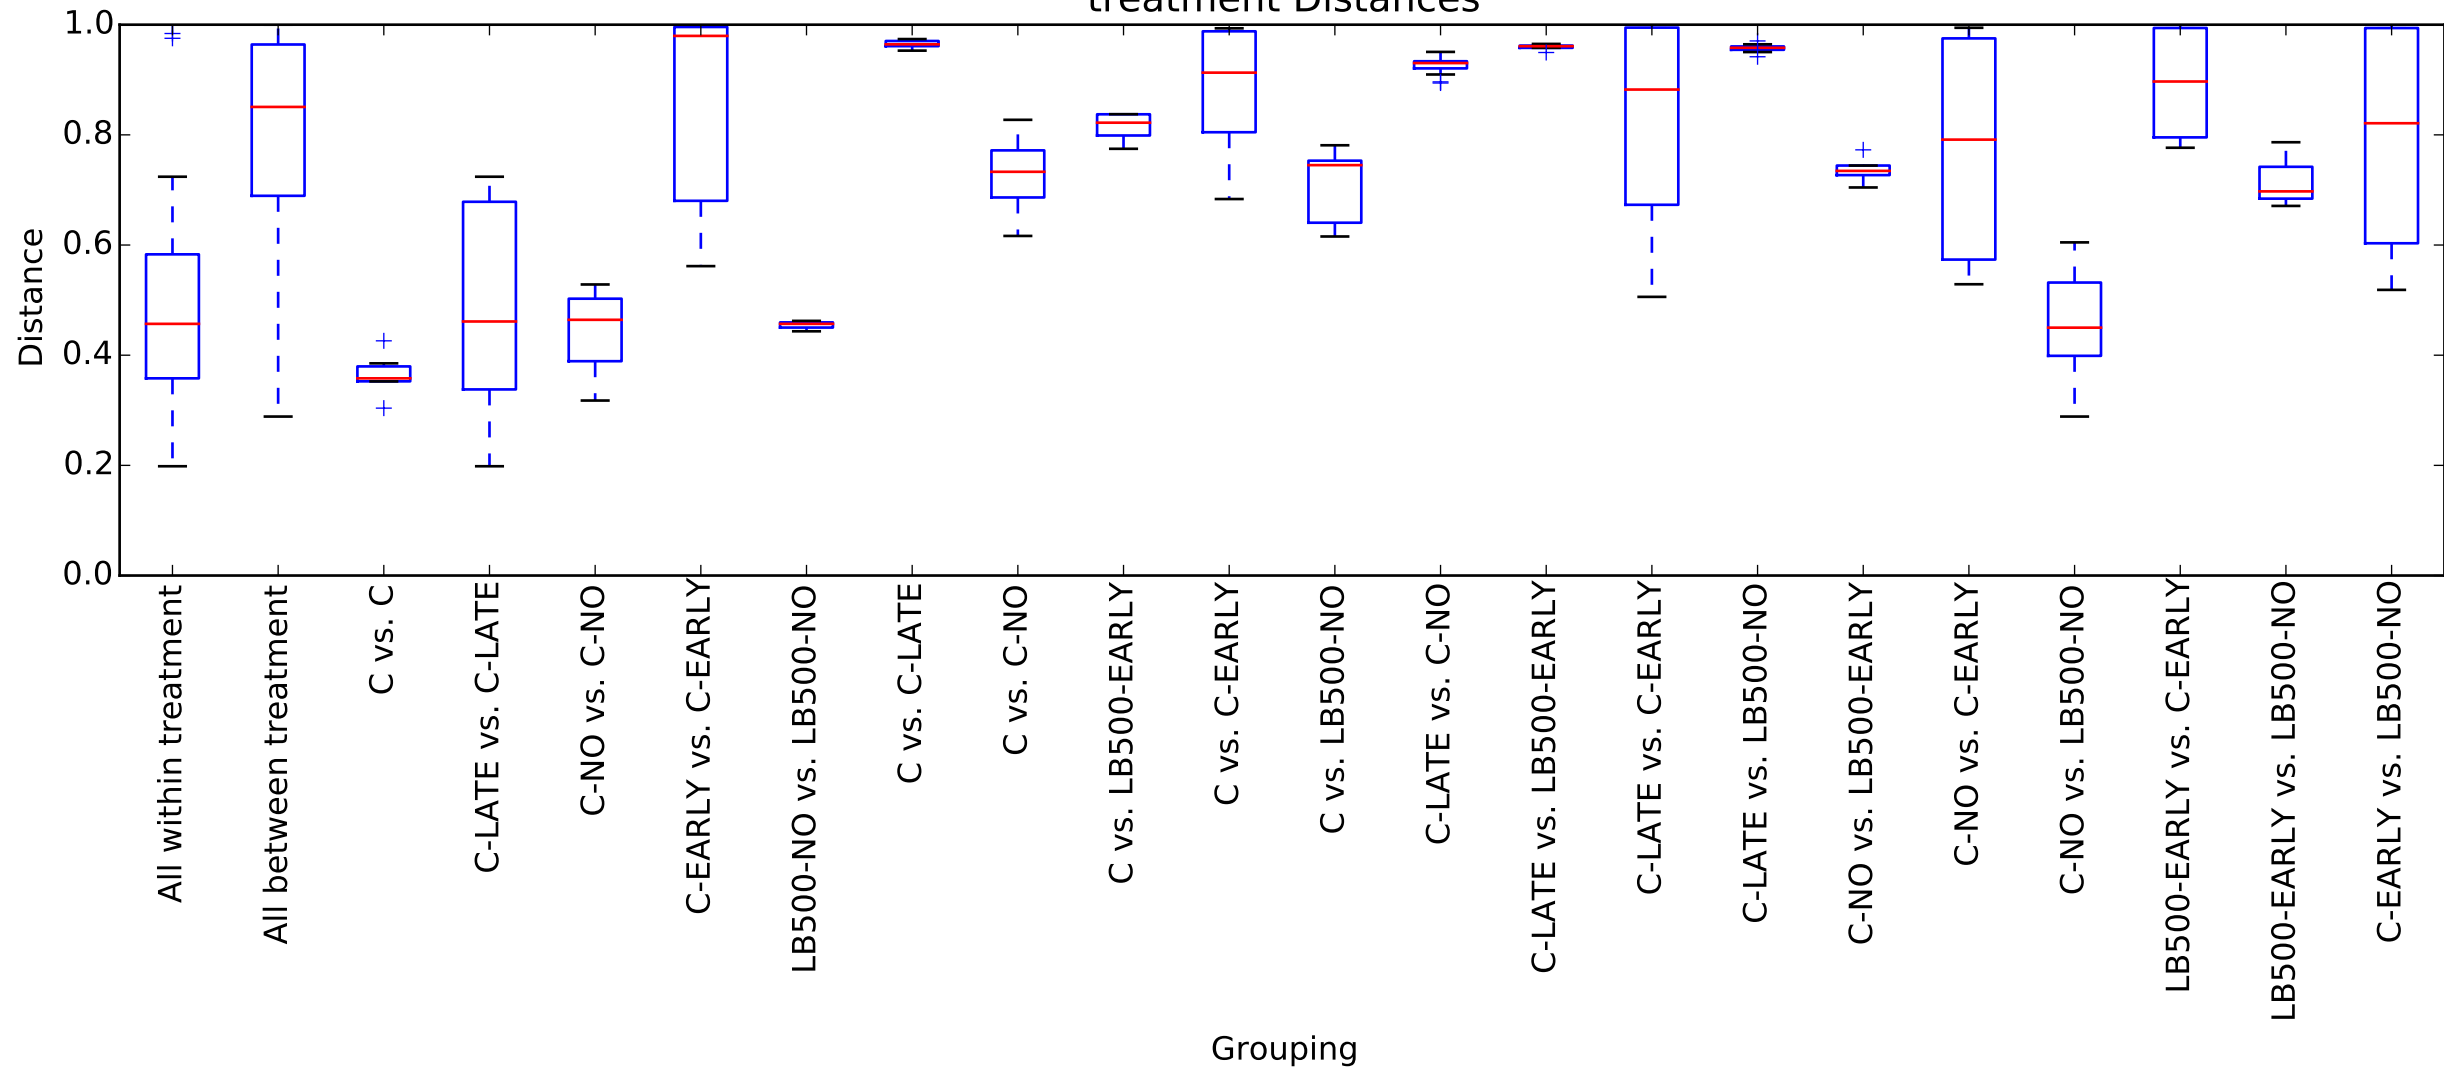 treatment Distances
1.0
0.8
0.6
0.4
0.2
0.0
Distance
All within treatment
All between treatment
C vs. C
C-LATE vs. C-LATE
C-NO vs. C-NO
C-EARLY vs. C-EARLY
LB500-NO vs. LB500-NO
C vs. C-LATE
C vs. C-NO
C vs. LB500-EARLY
C vs. C-EARLY
C vs. LB500-NO
C-LATE vs. C-NO
C-LATE vs. LB500-EARLY
C-LATE vs. C-EARLY
C-LATE vs. LB500-NO
C-NO vs. LB500-EARLY
C-NO vs. C-EARLY
C-NO vs. LB500-NO
LB500-EARLY vs. C-EARLY
LB500-EARLY vs. LB500-NO
C-EARLY vs. LB500-NO
Grouping